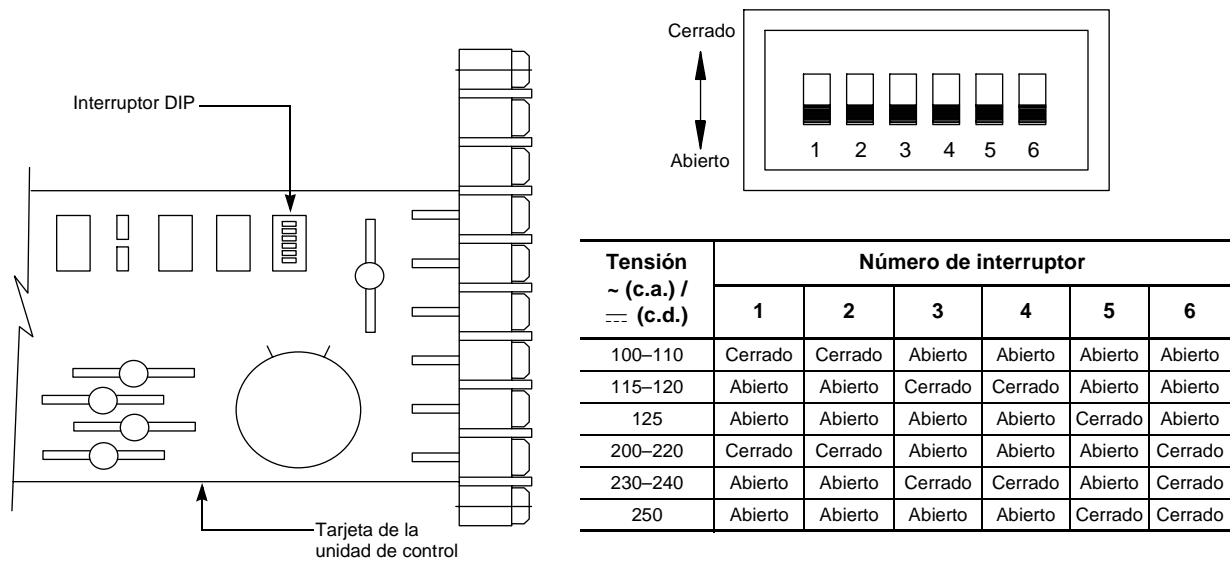 Interruptor DIP
Tarjeta de la
unidad de control
Cerrado
Abierto
1 2 3 4 5 6
Tensión
~ (c.a.) /
⎓ (c.d.)
Número de interruptor
1 2 3 4 5 6
100–110 Cerrado Cerrado Abierto Abierto Abierto Abierto
115–120 Abierto Abierto Cerrado Cerrado Abierto Abierto
125 Abierto Abierto Abierto Abierto Cerrado Abierto
200–220 Cerrado Cerrado Abierto Abierto Abierto Cerrado
230–240 Abierto Abierto Cerrado Cerrado Abierto Cerrado
250 Abierto Abierto Abierto Abierto Cerrado Cerrado